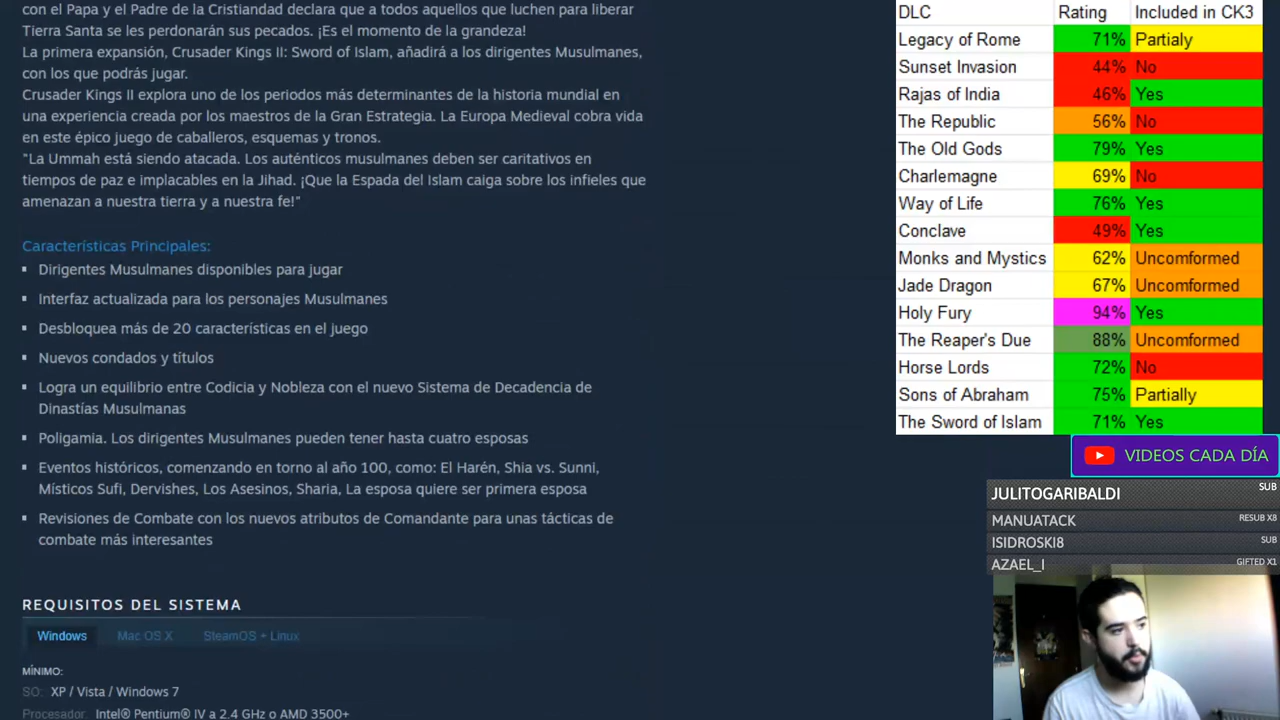 con el Papa y el Padre de la Cristiandad declara que a todos aquellos que luchen para liberar
Tierra Santa se les perdonarán sus pecados. ¡Es el momento de la grandeza!
La primera expansión, Crusader Kings II: Sword of Islam, añadirá a los dirigentes Musulmanes,
con los que podrás jugar.
Crusader Kings II explora uno de los periodos más determinantes de la historia mundial en
una experiencia creada por los maestros de la Gran Estrategia. La Europa Medieval cobra vida
en este épico juego de caballeros, esquemas y tronos.
"La Ummah está siendo atacada. Los auténticos musulmanes deben ser caritativos en
tiempos de paz e implacables en la Jihad. ¡Que la Espada del Islam caiga sobre los infieles que
amenazan a nuestra tierra y a nuestra fe!"
Características Principales:
Dirigentes Musulmanes disponibles para jugar
Interfaz actualizada para los personajes Musulmanes
Desbloquea más de 20 características en el juego
Nuevos condados y títulos
Logra un equilibrio entre Codicia y Nobleza con el nuevo Sistema de Decadencia de
Dinastías Musulmanas
Poligamia. Los dirigentes Musulmanes pueden tener hasta cuatro esposas
Eventos históricos, comenzando en torno al año 100, como: El Harén, Shia vs. Sunni,
Místicos Sufi, Dervishes, Los Asesinos, Sharia, La esposa quiere ser primera esposa
Revisiones de Combate con los nuevos atributos de Comandante para unas tácticas de
combate más interesantes
REQUISITOS DEL SISTEMA
Windows Mac OS X SteamOS + Linux
MÍNIMO:
SO: XP / Vista / Windows 7
Procesador: Intel® Pentium® IV a 2.4 GHz o AMD 3500+
DLC Rating Included in CK3
Legacy of Rome 71% Partialy
Sunset Invasion 44% No
Rajas of India 46% Yes
The Republic 56% No
The Old Gods 79% Yes
Charlemagne 69% No
Way of Life 76% Yes
Conclave 49% Yes
Monks and Mystics 62% Uncomformed
Jade Dragon 67% Uncomformed
Holy Fury 94% Yes
The Reaper's Due 88% Uncomformed
Horse Lords 72% No
Sons of Abraham 75% Partially
The Sword of Islam 71% Yes
VIDEOS CADA DÍA
JULITOGARIBALDI SUB
MANUATACK RESUB X8
ISIDROSKI8 SUB
AZAEL_I GIFTED X1